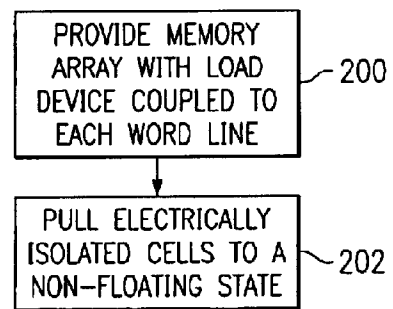 PROVIDE MEMORY
ARRAY WITH LOAD
DEVICE COUPLED TO
EACH WORD LINE
200
PULL ELECTRICALLY
ISOLATED CELLS TO A
NON-FLOATING STATE
202